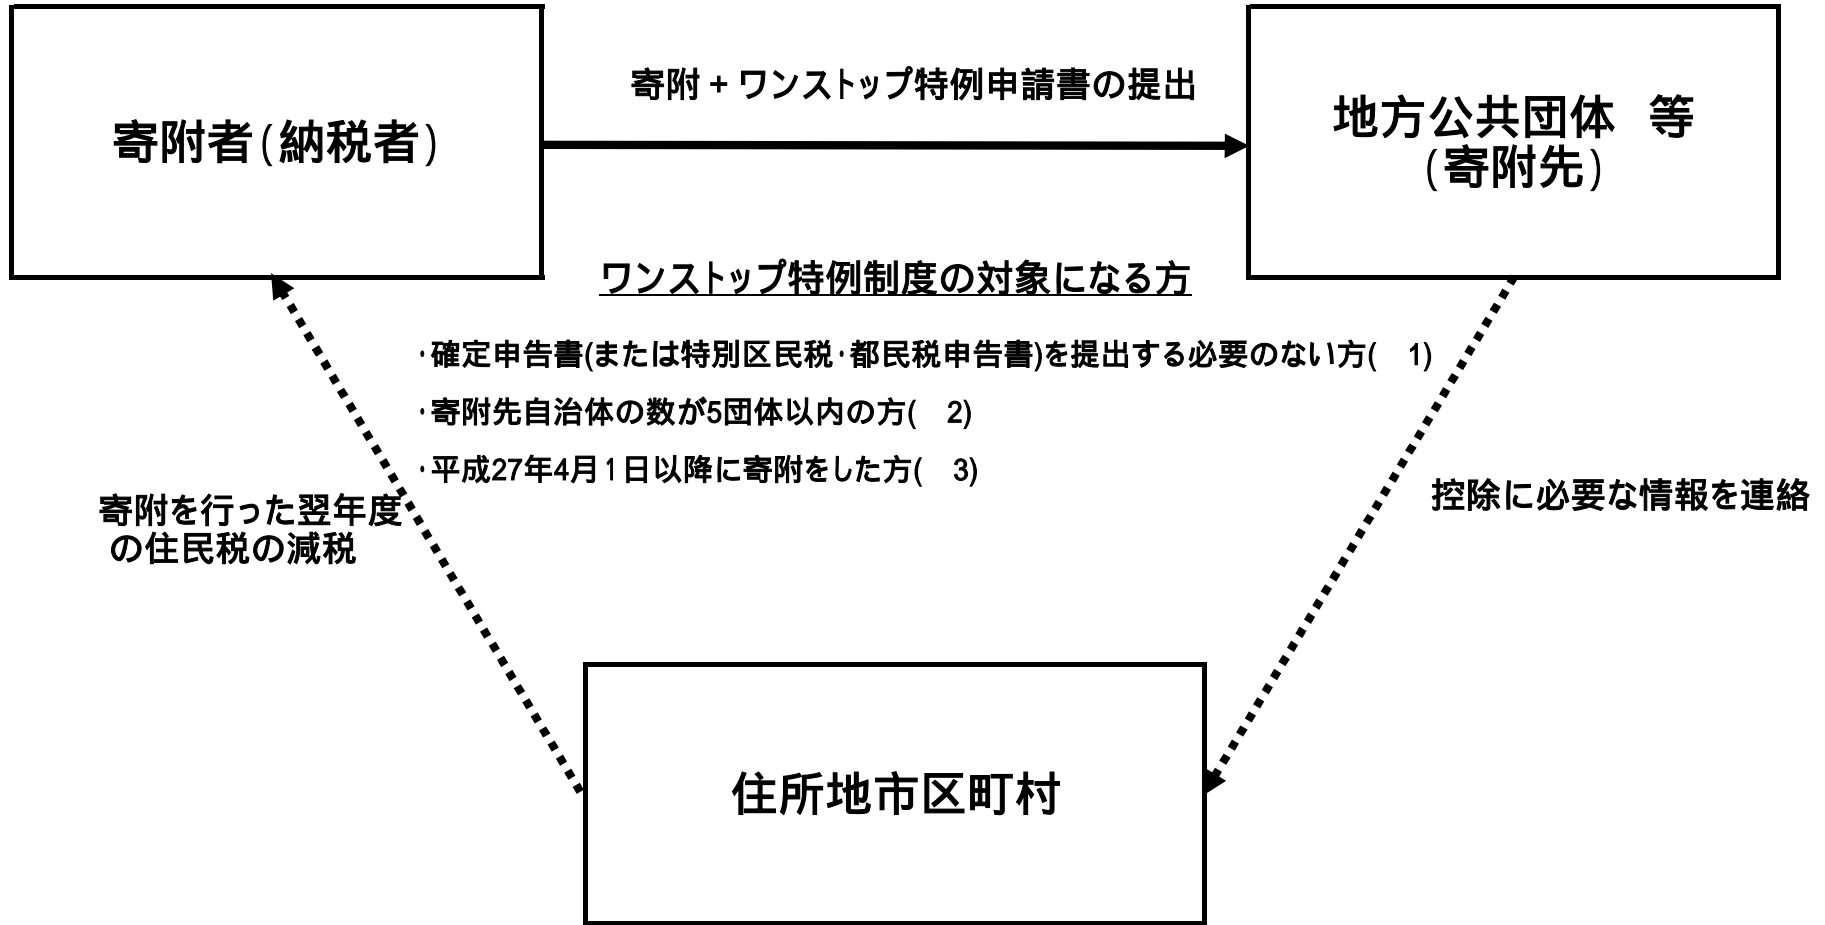 寄附者(納税者)
寄附+ワンストップ特例申請書の提出
地方公共団体　等
(寄附先)
ワンストップ特例制度の対象になる方
・確定申告書(または特別区民税・都民税申告書)を提出する必要のない方(　1)
・寄附先自治体の数が5団体以内の方(　2)
・平成27年4月1日以降に寄附をした方(　3)
寄附を行った翌年度
の住民税の減税
控除に必要な情報を連絡
住所地市区町村